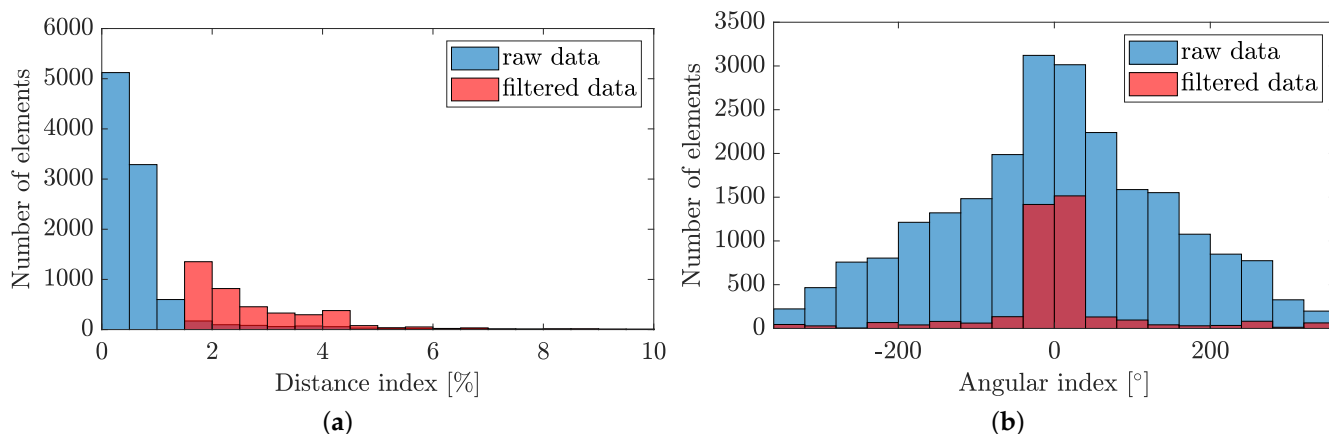 6000
5000
4000
3000
2000
1000
0
0
2
4
6
8
10
Number of elements
Distance index [%]
raw data
filtered data
(a)
3500
3000
2500
2000
1500
1000
500
0
-200
0
200
Number of elements
Angular index [°]
raw data
filtered data
(b)